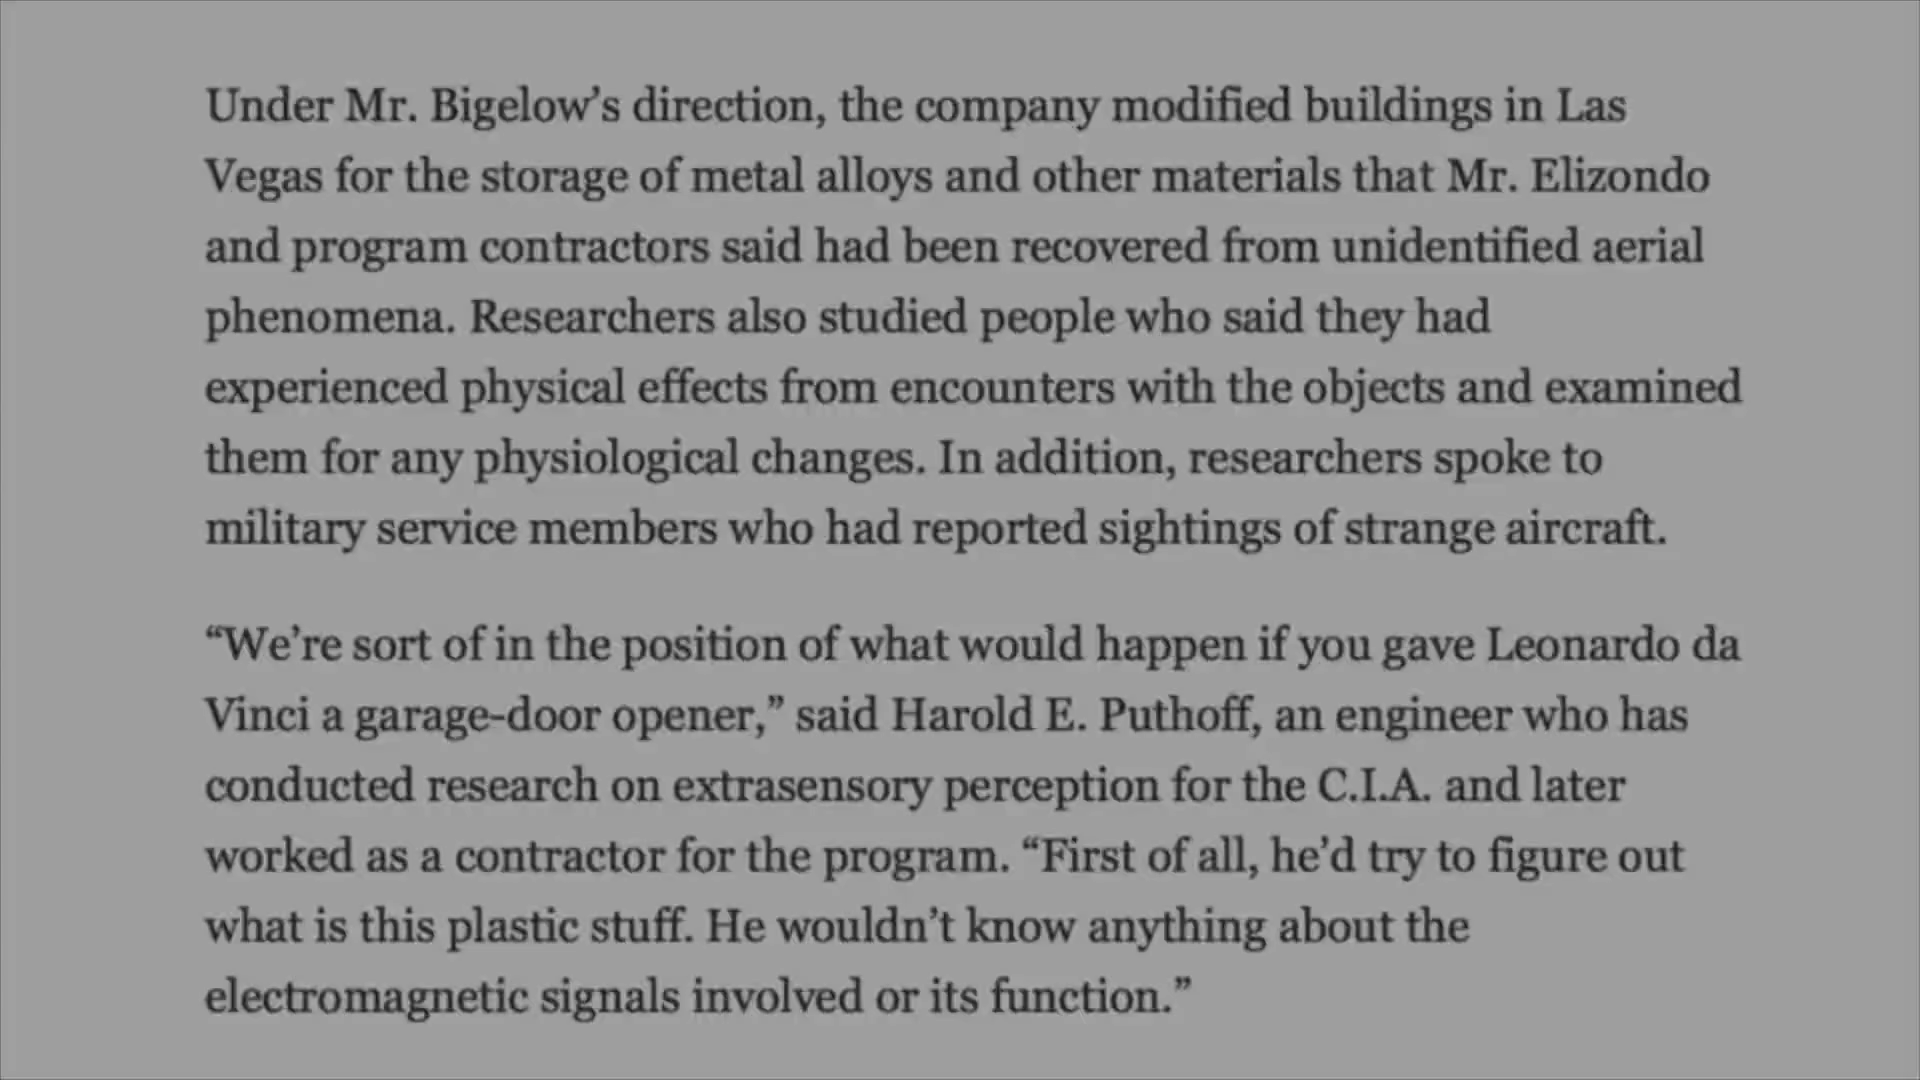 Under Mr. Bigelow’s direction, the company modified buildings in Las
Vegas for the storage of metal alloys and other materials that Mr. Elizondo
and program contractors said had been recovered from unidentified aerial
phenomena. Researchers also studied people who said they had
experienced physical effects from encounters with the objects and examined
them for any physiological changes. In addition, researchers spoke to
military service members who had reported sightings of strange aircraft.
“We’re sort of in the position of what would happen if you gave Leonardo da
Vinci a garage-door opener,” said Harold E. Puthoff, an engineer who has
conducted research on extrasensory perception for the C.I.A. and later
worked as a contractor for the program. “First of all, he’d try to figure out
what is this plastic stuff. He wouldn’t know anything about the
electromagnetic signals involved or its function.”